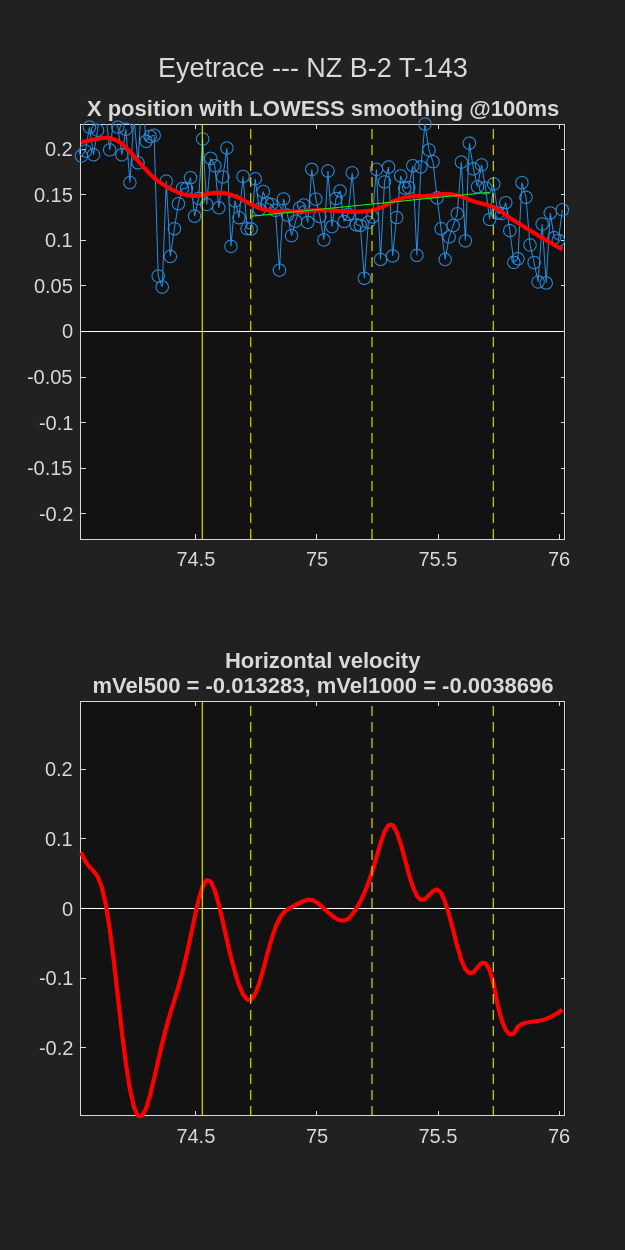 Eyetrace --- NZ B-2 T-143
X position with LOWESS smoothing @100ms
0.2
0.15
0.1
0.05
0
-0.05
-0.1
-0.15
-0.2
74.5 75 75.5 76
Horizontal velocity
mVel500 = -0.013283, mVel1000 = -0.0038696
0.2
0.1
0
-0.1
-0.2
74.5 75 75.5 76